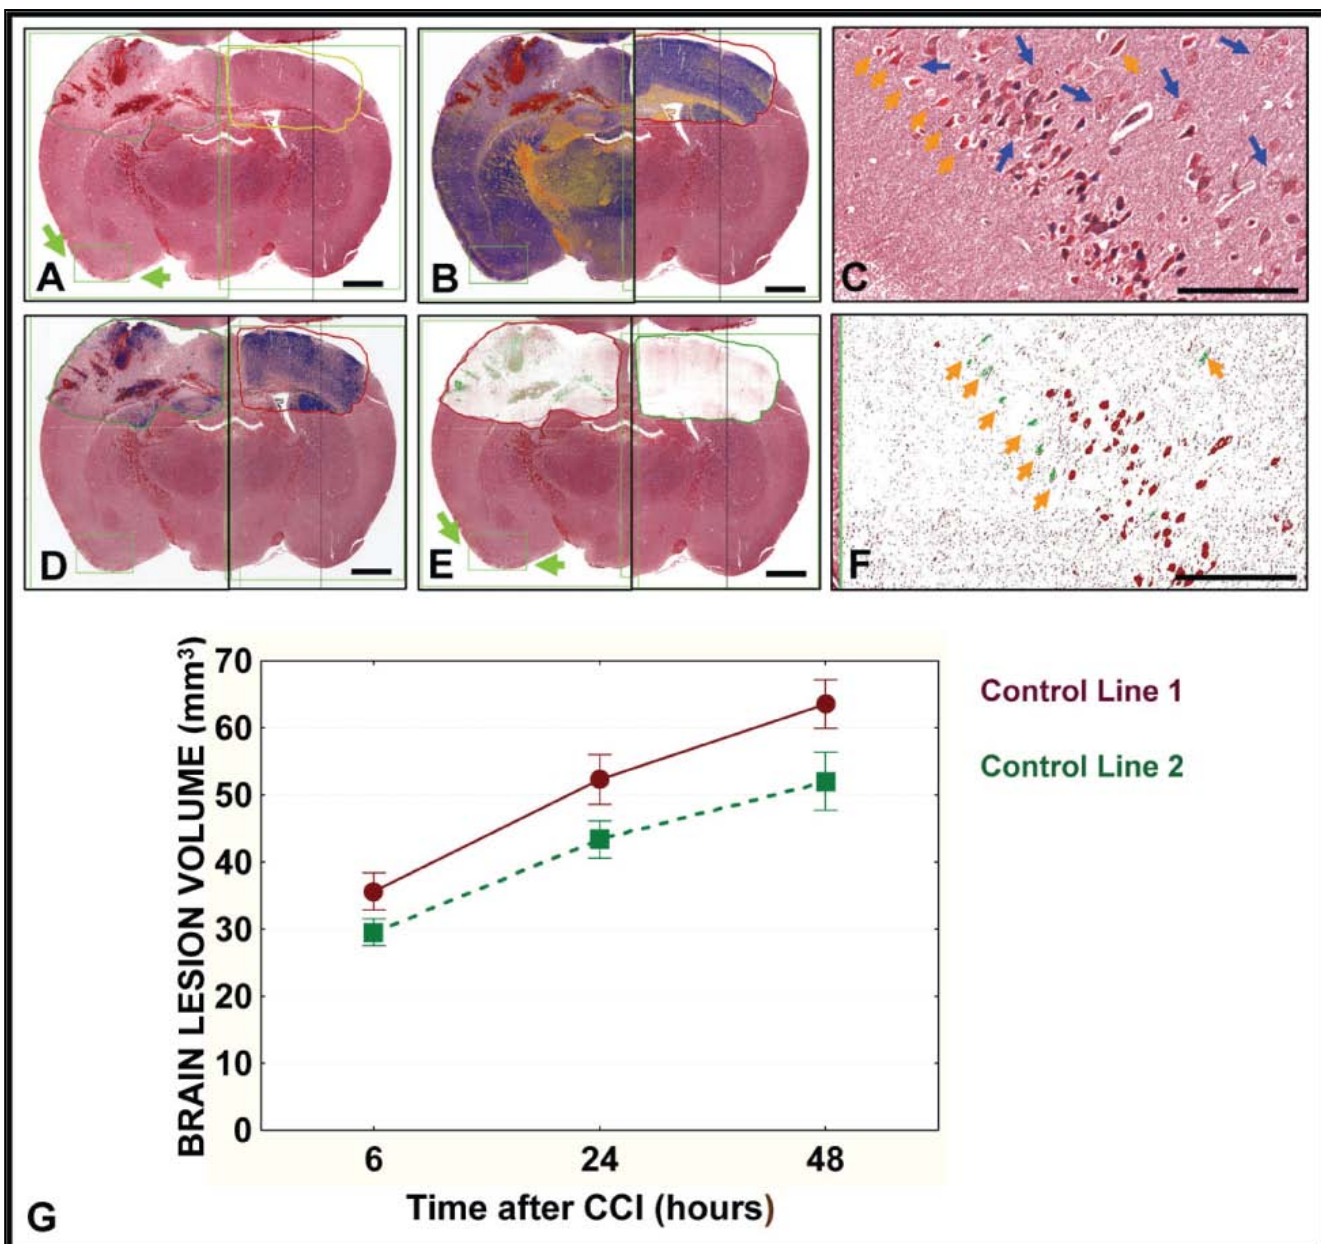 A
B
C
D
E
F
BRAIN LESION VOLUME (mm³)
70
60
50
40
30
20
10
0
6 24 48
Time after CCI (hours)
Control Line 1
Control Line 2
G